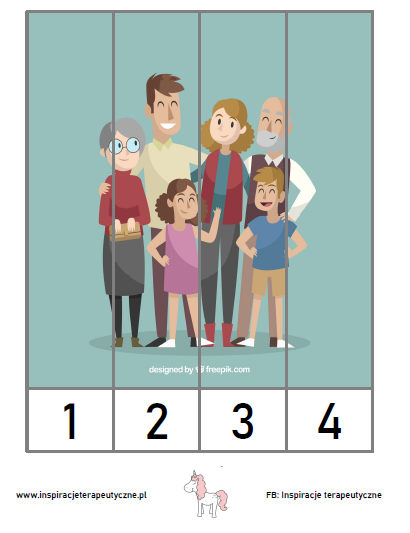 designed by freepik.com
1 2 3 4
www.inspiracjeterapeutyczne.pl FB: Inspiracje terapeutyczne